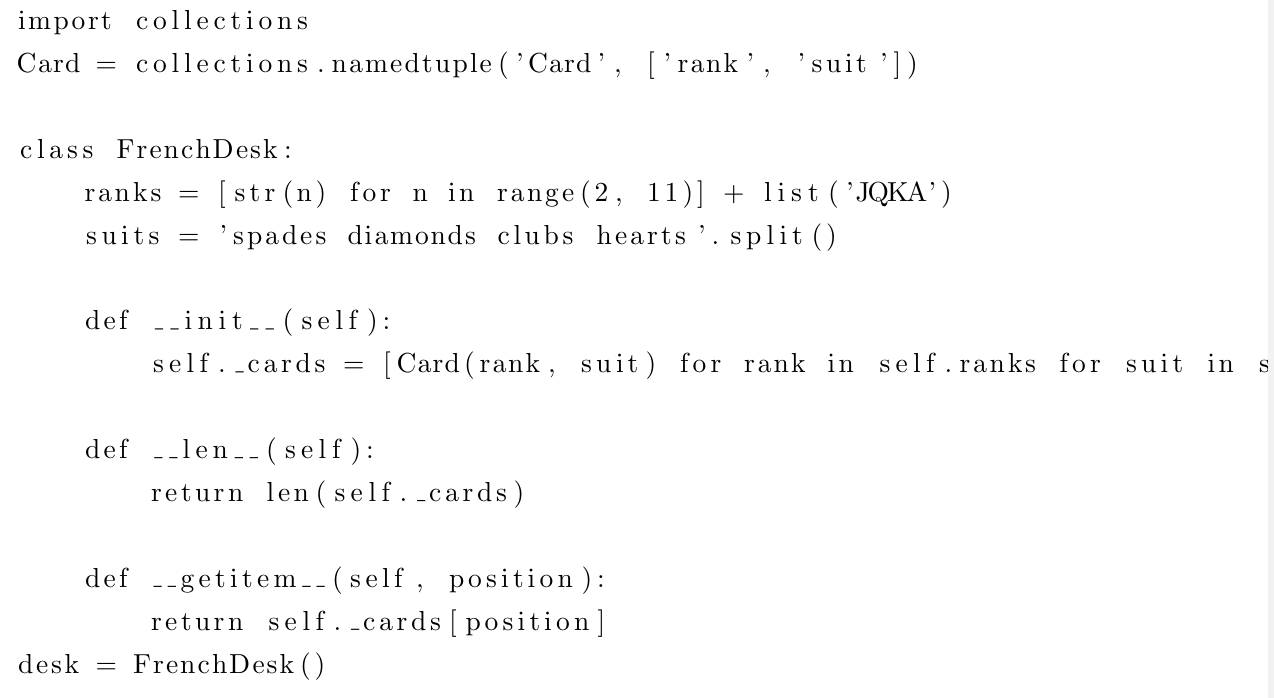 import collections
Card = collections.namedtuple('Card', ['rank', 'suit'])
class FrenchDesk:
ranks = [str(n) for n in range(2, 11)] + list('JQKA')
suits = 'spades diamonds clubs hearts'.split()
def __init__(self):
self._cards = [Card(rank, suit) for rank in self.ranks for suit in s
def __len__(self):
return len(self._cards)
def __getitem__(self, position):
return self._cards[position]
desk = FrenchDesk()